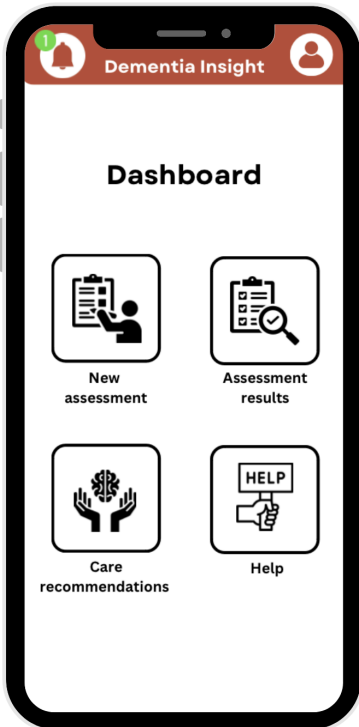 1
Dementia Insight
Dashboard
New
assessment
Assessment
results
HELP
Care
recommendations
Help